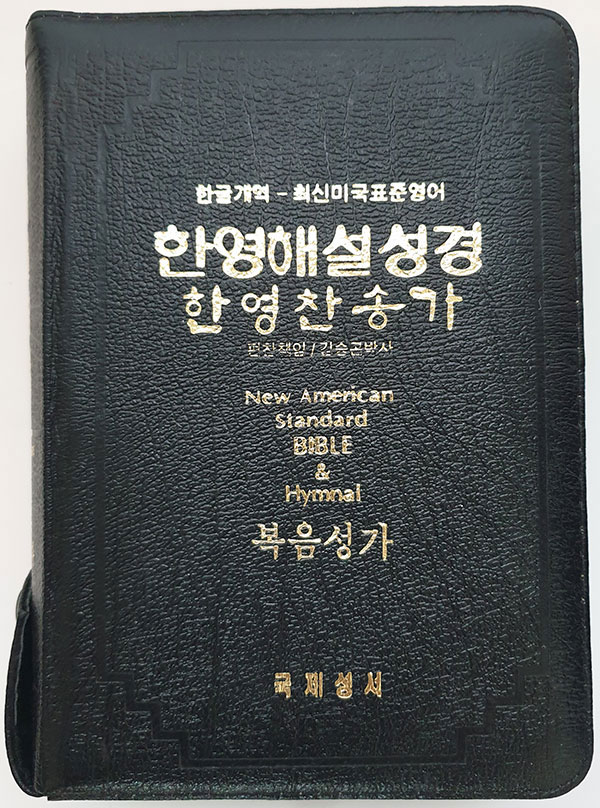 한글개역 - 최신미국표준영어
한영해설성경
한영찬송가
편찬책임 / 김승곤박사
New American
Standard
BIBLE
&
Hymnal
복음성가
국제성서